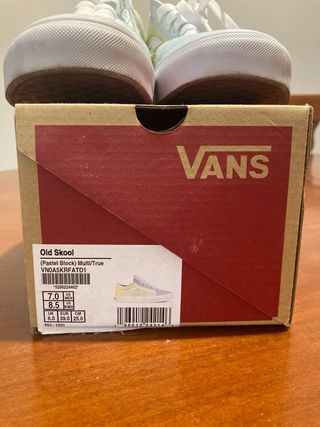 VANS
Old Skool
(Pastel Block) Multi/True
VN0A5KRFATD1
7.0
8.5
UK EUR CM
6.0 39.0 25.0